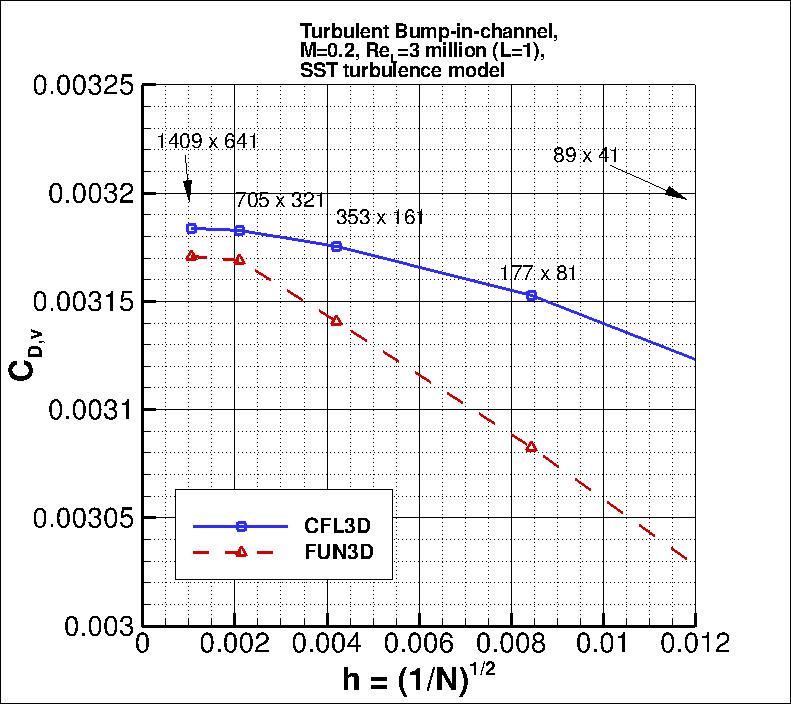 Turbulent Bump-in-channel,
M=0.2, Re_L=3 million (L=1),
SST turbulence model
0.00325
1409 x 641
89 x 41
0.0032
705 x 321
353 x 161
177 x 81
0.00315
C_D,v
0.0031
0.00305
CFL3D
FUN3D
0.003
0 0.002 0.004 0.006 0.008 0.01 0.012
h = (1/N)^1/2